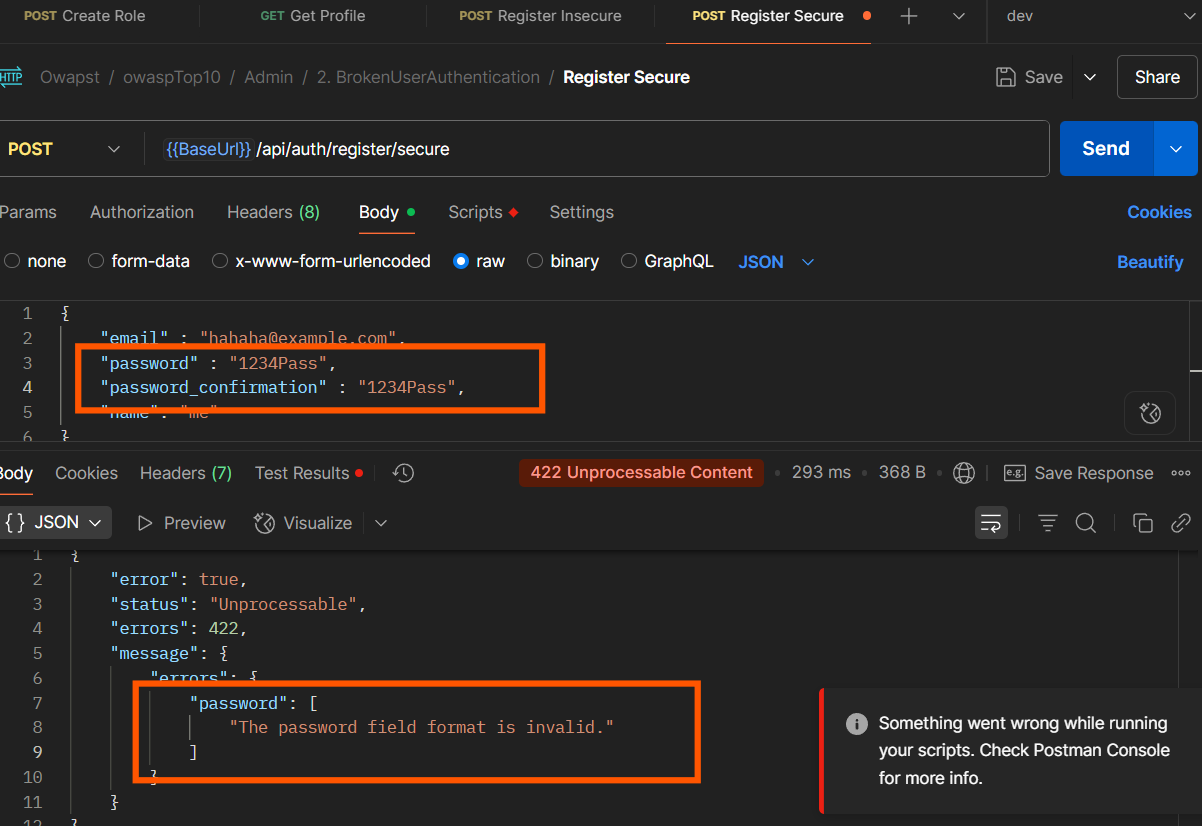 POST Create Role GET Get Profile POST Register Insecure POST Register Secure dev
HTTP Owapst / owaspTop10 / Admin / 2. BrokenUserAuthentication / Register Secure Save Share
POST {{BaseUrl}} /api/auth/register/secure Send
Params Authorization Headers (8) Body Scripts Settings Cookies
none form-data x-www-form-urlencoded raw binary GraphQL JSON Beautify
1 {
2 "email" : "hahaha@example.com",
3 "password" : "1234Pass",
4 "password_confirmation" : "1234Pass",
5 "name": "me"
6 }
Body Cookies Headers (7) Test Results 422 Unprocessable Content 293 ms 368 B e.g. Save Response
{} JSON Preview Visualize
1 {
2 "error": true,
3 "status": "Unprocessable",
4 "errors": 422,
5 "message": {
6 "errors": {
7 "password": [
8 "The password field format is invalid."
9 ]
10 }
11 }
12 }
Something went wrong while running
your scripts. Check Postman Console
for more info.